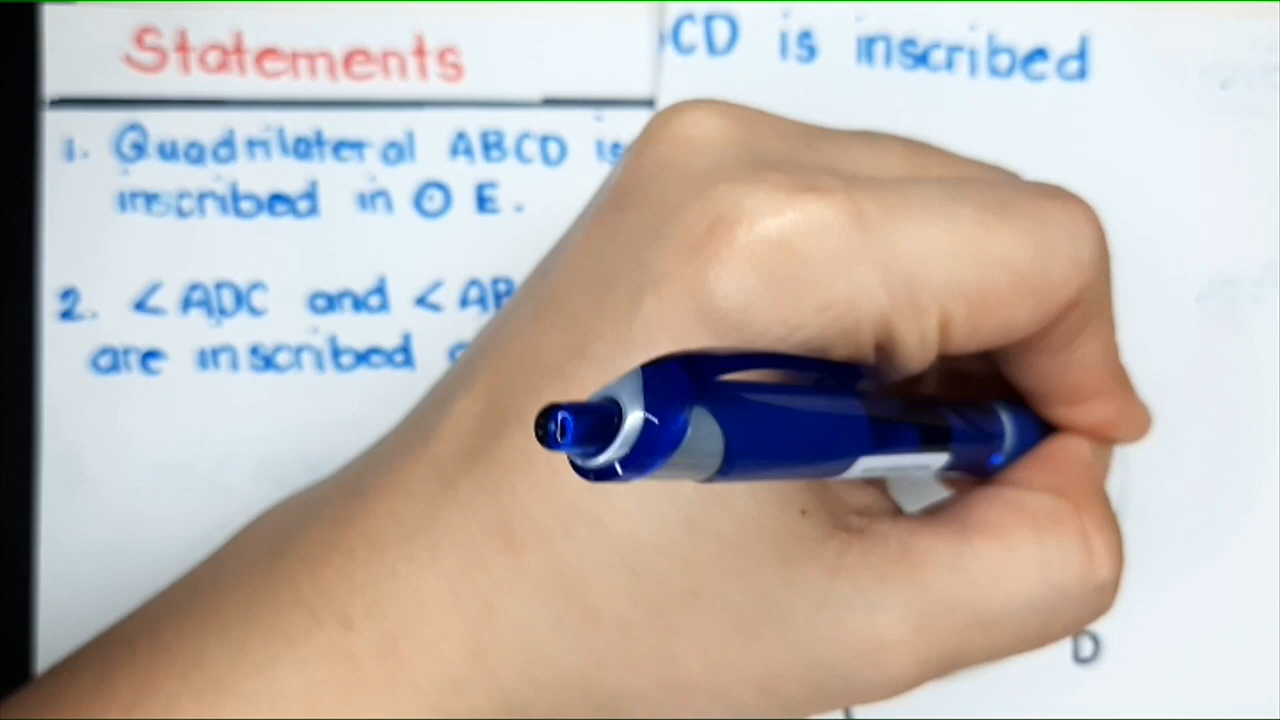 Statements
CD is inscribed
1. Quadrilateral ABCD is
inscribed in ⊙ E.
2. <ADC and <AB
are inscribed
D